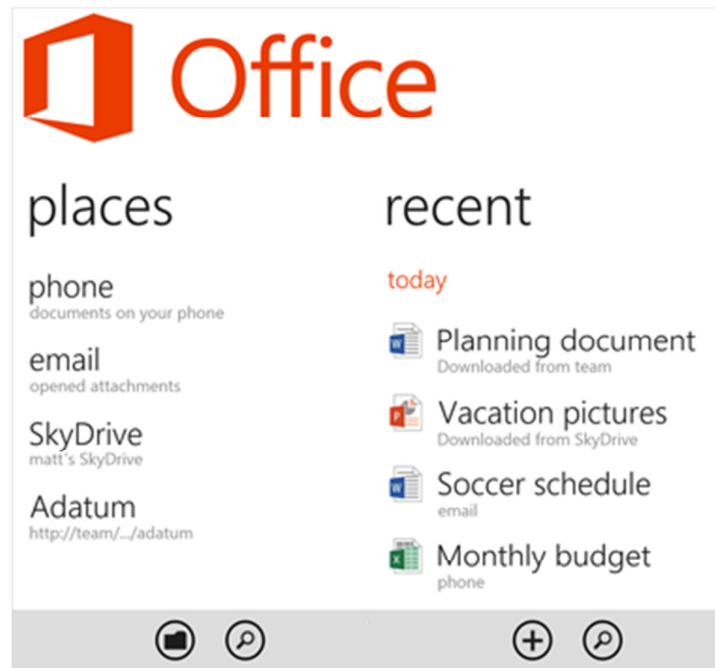 Office
places
phone
documents on your phone
email
opened attachments
SkyDrive
matt's SkyDrive
Adatum
http://team/.../adatum
recent
today
Planning document
Downloaded from team
Vacation pictures
Downloaded from SkyDrive
Soccer schedule
email
Monthly budget
phone